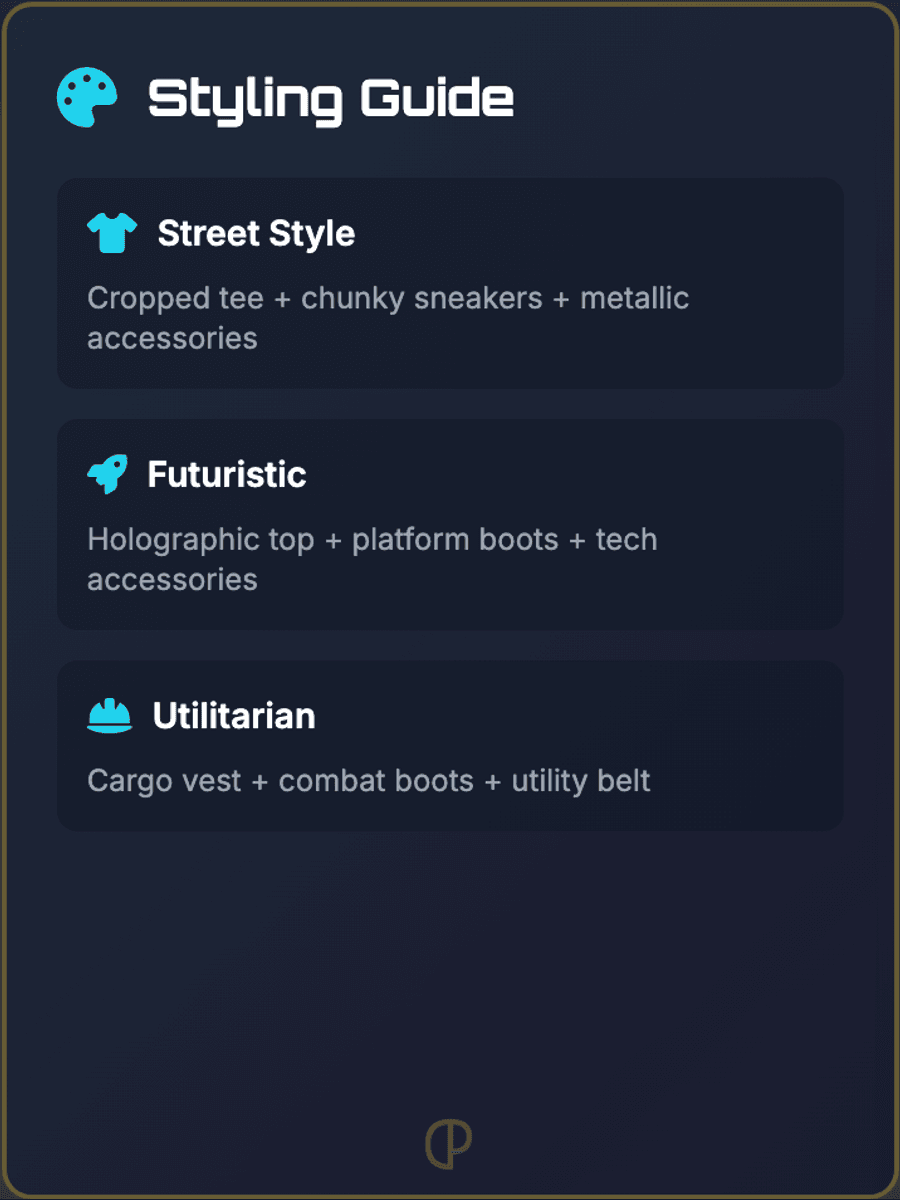 Styling Guide
Street Style
Cropped tee + chunky sneakers + metallic
accessories
Futuristic
Holographic top + platform boots + tech
accessories
Utilitarian
Cargo vest + combat boots + utility belt